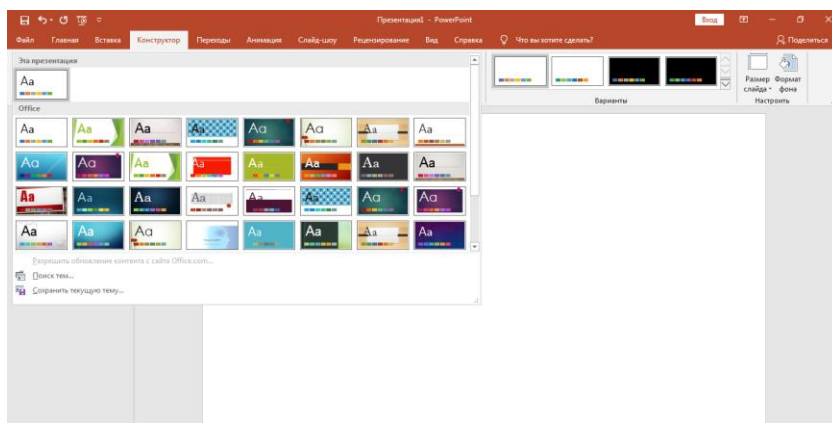 Презентация1 - PowerPoint
Вход
Файл Главная Вставка Конструктор Переходы Анимация Слайд-шоу Рецензирование Вид Справка Что вы хотите сделать? Поделиться
Эта презентация
Aa
Office
Aa Aa Aa Aa Aa Aa Aa Aa
Aa Aa Aa Aa Aa Aa Aa Aa
Aa Aa Aa Aa Aa Aa Aa Aa
Aa Aa Aa Aa Aa Aa Aa
Разрешить обновление контента с сайта Office.com...
Поиск тем...
Сохранить текущую тему...
Варианты
Размер слайда
Формат фона
Настроить